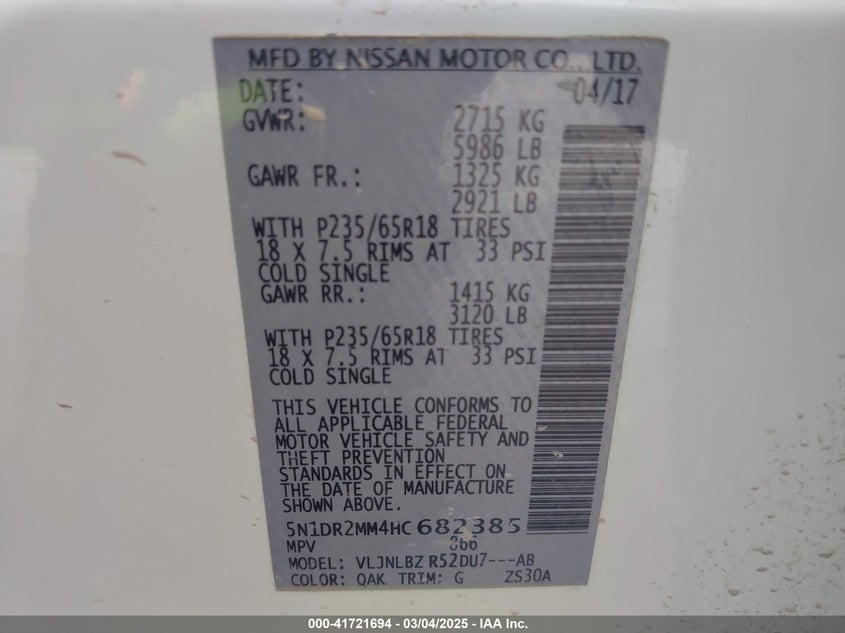 MFD BY NISSAN MOTOR CO., LTD.
DATE: 04/17
GVWR: 2715 KG
5986 LB
GAWR FR.: 1325 KG
2921 LB
WITH P235/65R18 TIRES
18 X 7.5 RIMS AT 33 PSI
COLD SINGLE
GAWR RR.: 1415 KG
3120 LB
WITH P235/65R18 TIRES
18 X 7.5 RIMS AT 33 PSI
COLD SINGLE
THIS VEHICLE CONFORMS TO
ALL APPLICABLE FEDERAL
MOTOR VEHICLE SAFETY AND
THEFT PREVENTION
STANDARDS IN EFFECT ON
THE DATE OF MANUFACTURE
SHOWN ABOVE.
5N1DR2MM4HC682385
MPV 866
MODEL: VLJNLBZ R52DU7---AB
COLOR: QAK TRIM: G ZS30A
000-41721694 - 03/04/2025 - IAA Inc.